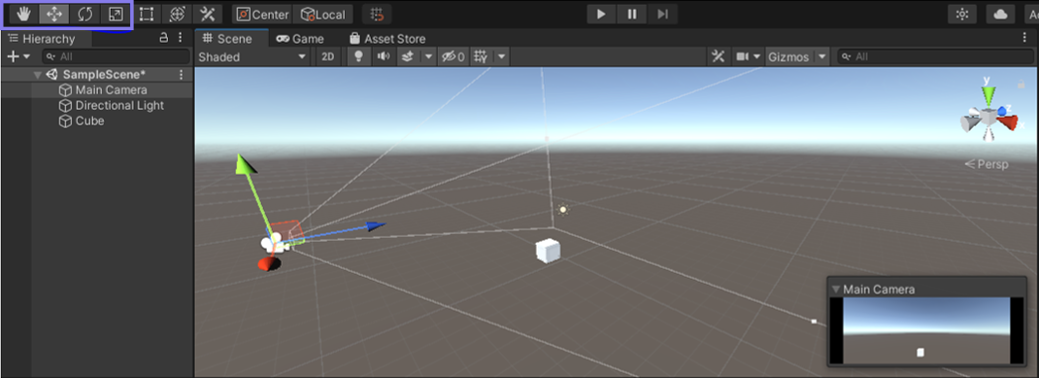 Center Local Ac
Hierarchy
Scene Game Asset Store
All
Shaded 2D 0 Gizmos All
SampleScene*
Main Camera
Directional Light
Cube
y
Persp
Main Camera